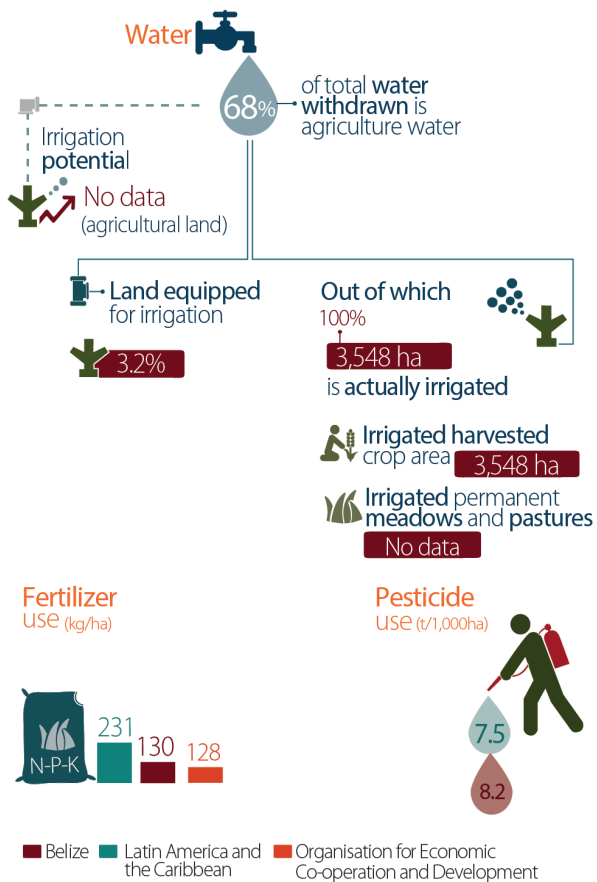 Water
68%
of total water
withdrawn is
agriculture water
Irrigation
potential
No data
(agricultural land)
Land equipped
for irrigation
3.2%
Out of which
100%
3,548 ha
is actually irrigated
Irrigated harvested
crop area 3,548 ha
Irrigated permanent
meadows and pastures
No data
Fertilizer
use (kg/ha)
N-P-K
231
130
128
Pesticide
use (t/1,000ha)
7.5
8.2
Belize
Latin America and
the Caribbean
Organisation for Economic
Co-operation and Development